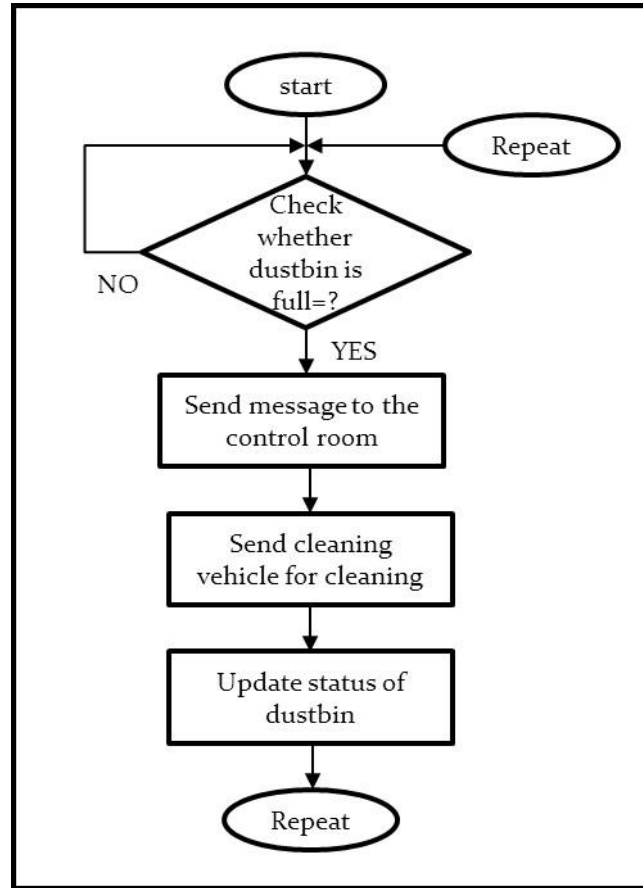 start
Repeat
Check
whether
dustbin is
full=?
NO
YES
Send message to the
control room
Send cleaning
vehicle for cleaning
Update status of
dustbin
Repeat